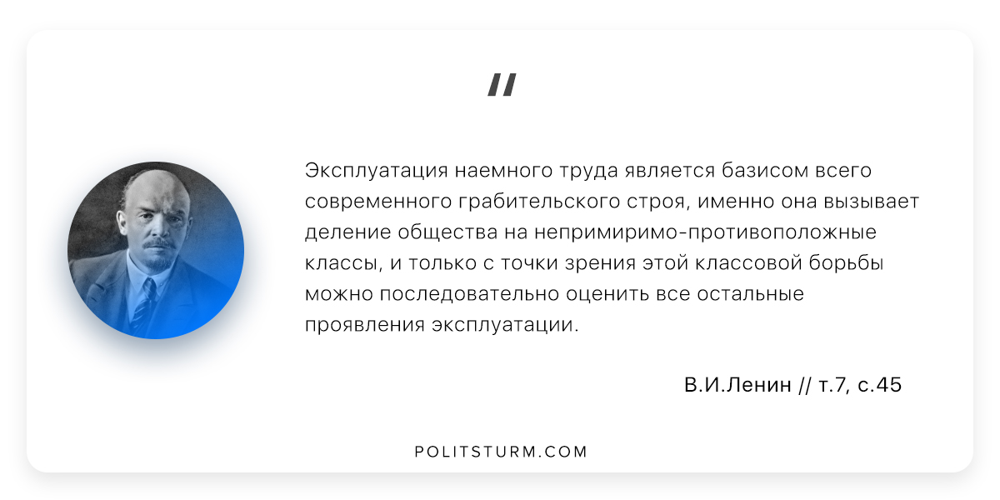 "
Эксплуатация наемного труда является базисом всего
современного грабительского строя, именно она вызывает
деление общества на непримиримо-противоположные
классы, и только с точки зрения этой классовой борьбы
можно последовательно оценить все остальные
проявления эксплуатации.
В.И.Ленин // т.7, с.45
POLITSTURM.COM